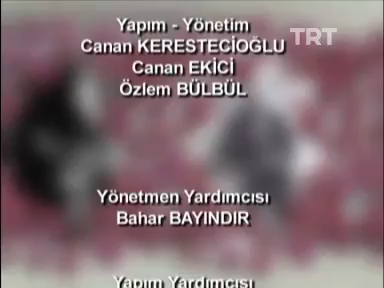 Yapım - Yönetim
TRT
Canan KERESTECİOĞLU
Canan EKİCİ
Özlem BÜLBÜL
Yönetmen Yardımcısı
Bahar BAYINDIR
Yapım Yardımcısı